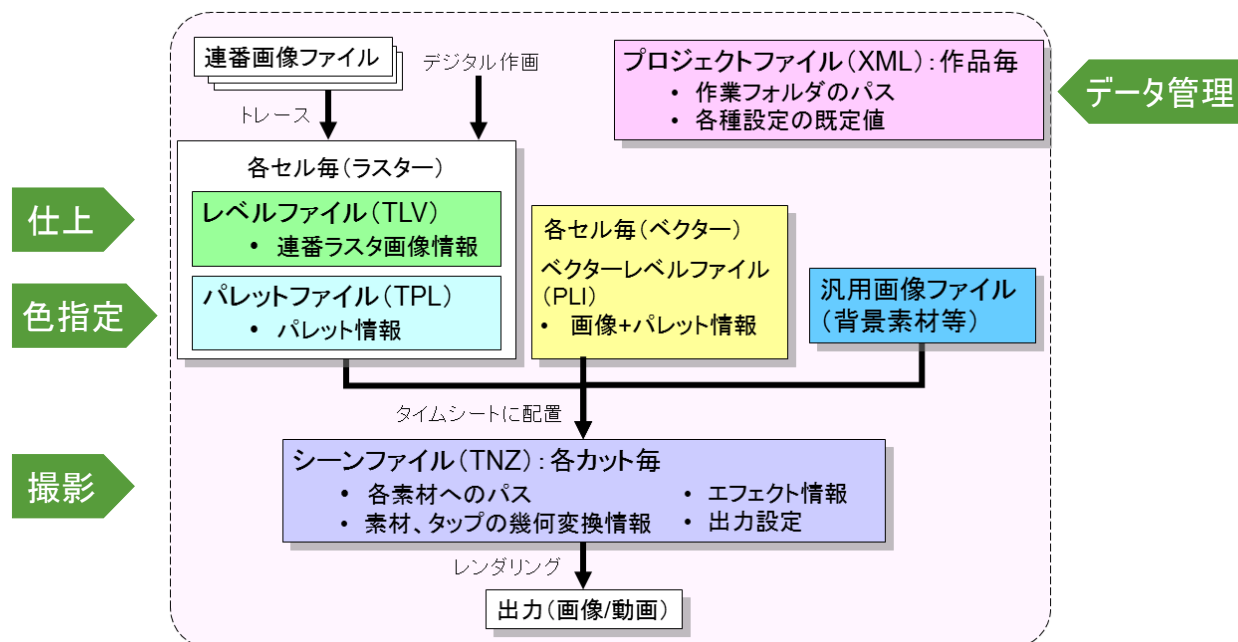 連番画像ファイル
デジタル作画
トレース
プロジェクトファイル(XML):作品毎
• 作業フォルダのパス
• 各種設定の既定値
データ管理
各セル毎(ラスター)
仕上
レベルファイル(TLV)
• 連番ラスタ画像情報
色指定
パレットファイル(TPL)
• パレット情報
各セル毎(ベクター)
ベクターレベルファイル
(PLI)
• 画像+パレット情報
汎用画像ファイル
(背景素材等)
タイムシートに配置
撮影
シーンファイル(TNZ):各カット毎
• 各素材へのパス
• 素材、タップの幾何変換情報
• エフェクト情報
• 出力設定
レンダリング
出力(画像/動画)